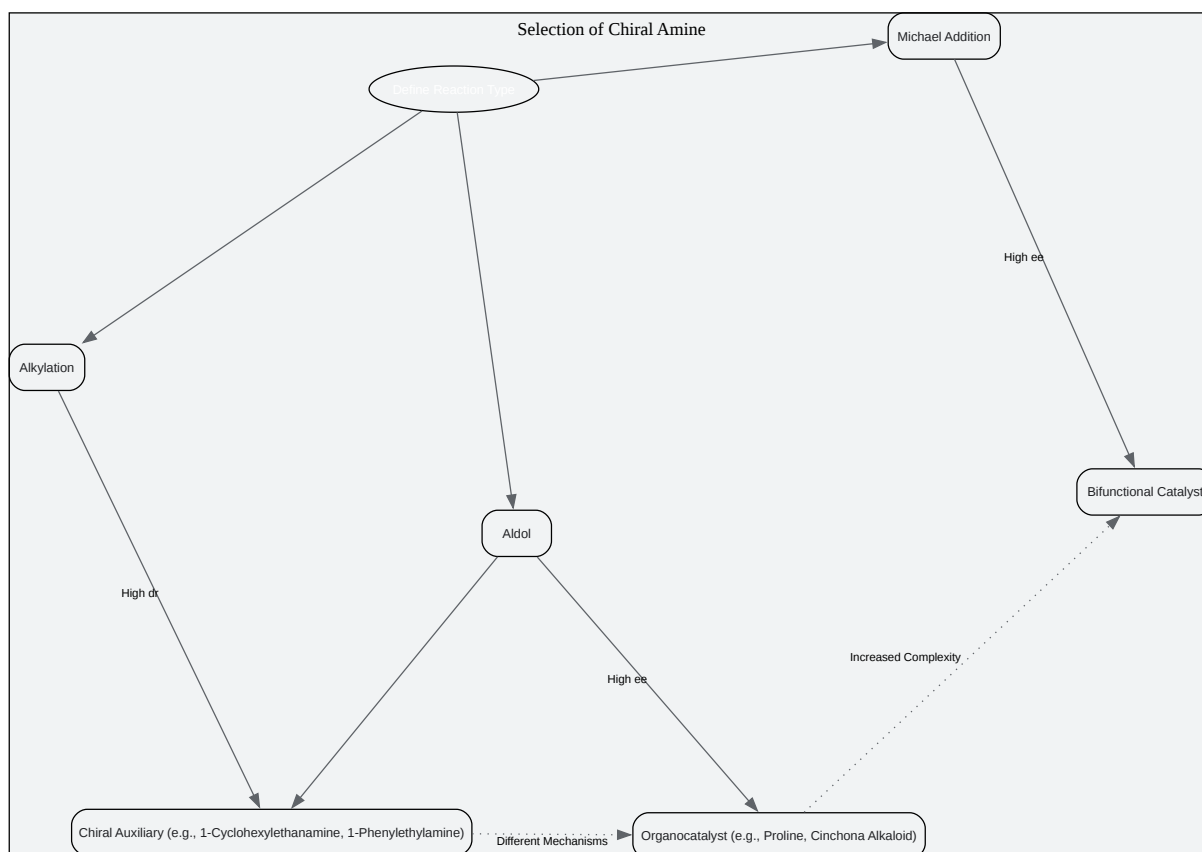 Selection of Chiral Amine
Michael Addition
Define Reaction Type
High ee
Alkylation
Bifunctional Catalyst
Aldol
High dr
Increased Complexity
High ee
Chiral Auxiliary (e.g., 1-Cyclohexylethanamine, 1-Phenylethylamine)
Different Mechanisms
Organocatalyst (e.g., Proline, Cinchona Alkaloid)